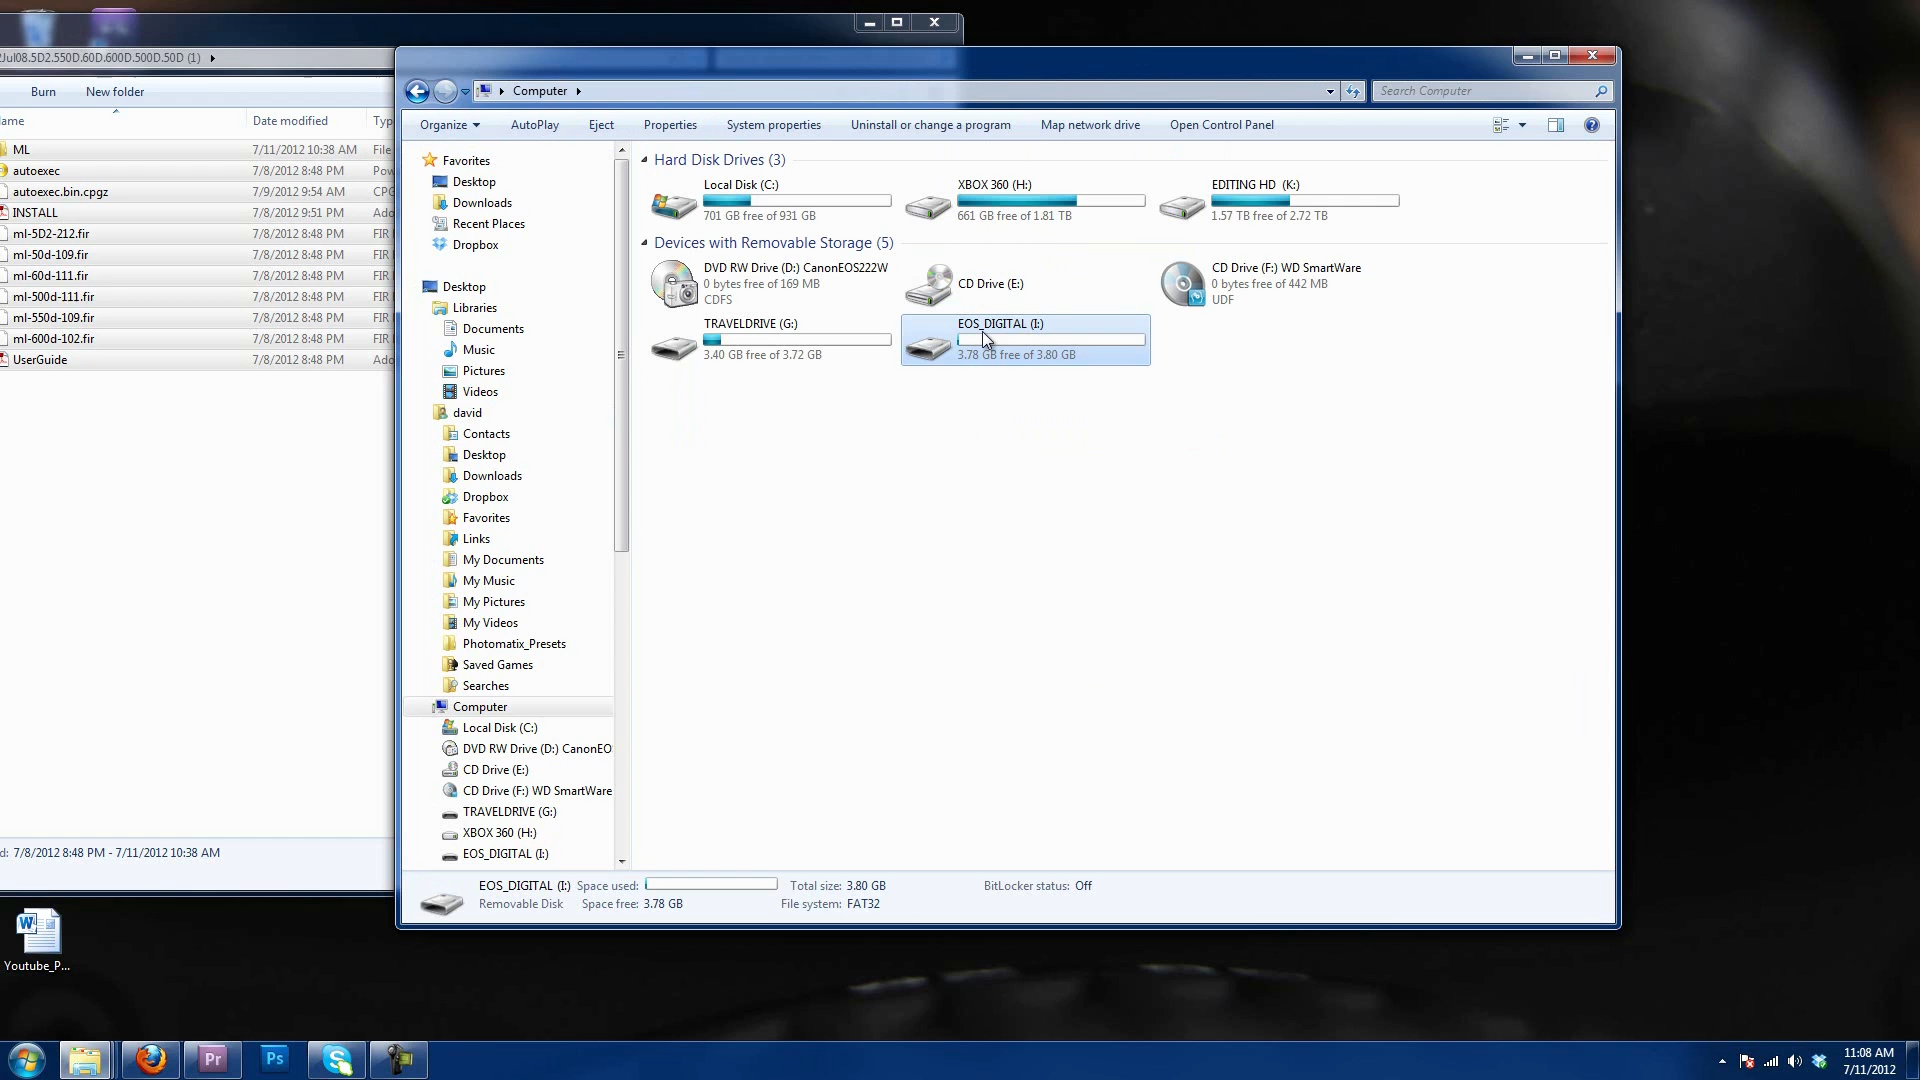 2Jul08.5D2.550D.60D.600D.500D.50D (1)
Burn New folder
ame Date modified Typ
ML 7/11/2012 10:38 AM File
autoexec 7/8/2012 8:48 PM Pow
autoexec.bin.cpgz 7/9/2012 9:54 AM CPG
INSTALL 7/8/2012 9:51 PM Ado
ml-5D2-212.fir 7/8/2012 8:48 PM FIR
ml-50d-109.fir 7/8/2012 8:48 PM FIR
ml-60d-111.fir 7/8/2012 8:48 PM FIR
ml-500d-111.fir 7/8/2012 8:48 PM FIR
ml-550d-109.fir 7/8/2012 8:48 PM FIR
ml-600d-102.fir 7/8/2012 8:48 PM FIR
UserGuide 7/8/2012 8:48 PM Ado
d: 7/8/2012 8:48 PM - 7/11/2012 10:38 AM
Computer
Search Computer
Organize AutoPlay Eject Properties System properties Uninstall or change a program Map network drive Open Control Panel
Favorites
Desktop
Downloads
Recent Places
Dropbox
Desktop
Libraries
Documents
Music
Pictures
Videos
david
Contacts
Desktop
Downloads
Dropbox
Favorites
Links
My Documents
My Music
My Pictures
My Videos
Photomatix_Presets
Saved Games
Searches
Computer
Local Disk (C:)
DVD RW Drive (D:) CanonEO
CD Drive (E:)
CD Drive (F:) WD SmartWare
TRAVELDRIVE (G:)
XBOX 360 (H:)
EOS_DIGITAL (I:)
Hard Disk Drives (3)
Local Disk (C:)
701 GB free of 931 GB
XBOX 360 (H:)
661 GB free of 1.81 TB
EDITING HD (K:)
1.57 TB free of 2.72 TB
Devices with Removable Storage (5)
DVD RW Drive (D:) CanonEOS222W
0 bytes free of 169 MB
CDFS
CD Drive (E:)
CD Drive (F:) WD SmartWare
0 bytes free of 442 MB
UDF
TRAVELDRIVE (G:)
3.40 GB free of 3.72 GB
EOS_DIGITAL (I:)
3.78 GB free of 3.80 GB
EOS_DIGITAL (I:) Space used: Total size: 3.80 GB BitLocker status: Off
Removable Disk Space free: 3.78 GB File system: FAT32
Youtube_P...
Pr Ps
11:08 AM
7/11/2012